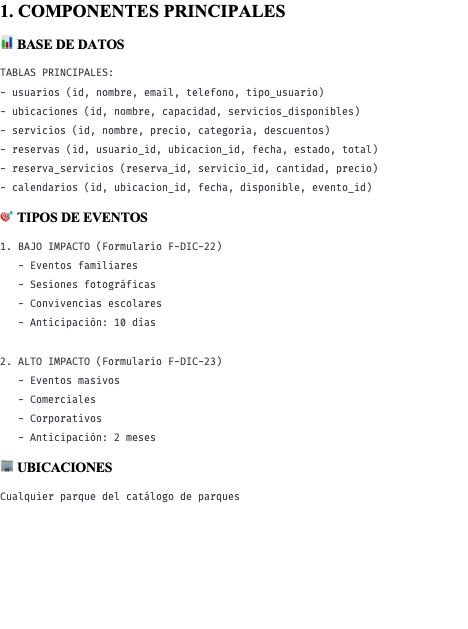 1. COMPONENTES PRINCIPALES
📊 BASE DE DATOS
TABLAS PRINCIPALES:
- usuarios (id, nombre, email, telefono, tipo_usuario)
- ubicaciones (id, nombre, capacidad, servicios_disponibles)
- servicios (id, nombre, precio, categoria, descuentos)
- reservas (id, usuario_id, ubicacion_id, fecha, estado, total)
- reserva_servicios (reserva_id, servicio_id, cantidad, precio)
- calendarios (id, ubicacion_id, fecha, disponible, evento_id)
🎯 TIPOS DE EVENTOS
1. BAJO IMPACTO (Formulario F-DIC-22)
- Eventos familiares
- Sesiones fotográficas
- Convivencias escolares
- Anticipación: 10 días
2. ALTO IMPACTO (Formulario F-DIC-23)
- Eventos masivos
- Comerciales
- Corporativos
- Anticipación: 2 meses
🏢 UBICACIONES
Cualquier parque del catálogo de parques